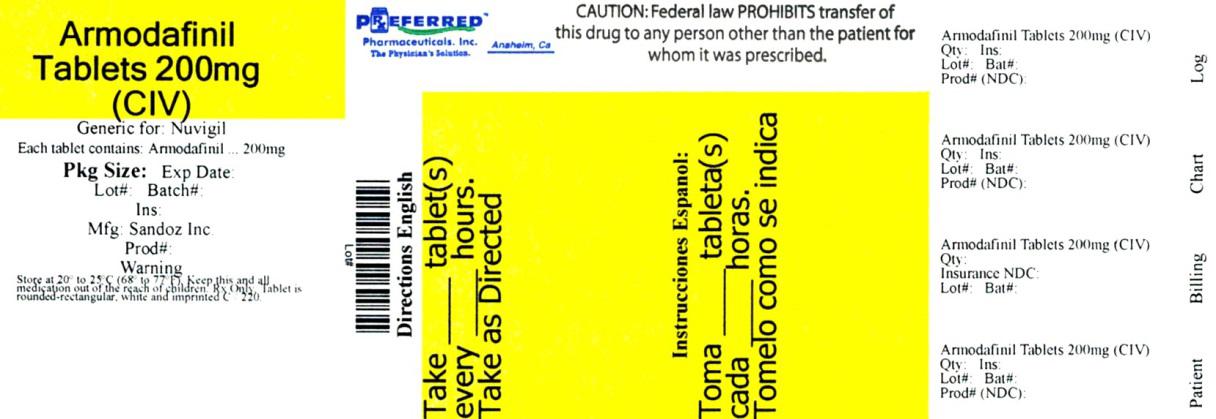 Armodafinil
Tablets 200mg
(CIV)
Generic for: Nuvigil
Each tablet contains: Armodafinil ... 200mg
Pkg Size: Exp Date:
Lot#: Batch#:
Ins:
Mfg: Sandoz Inc.
Prod#:
Warning
Store at 20° to 25°C (68° to 77°F). Keep this and all
medication out of the reach of children. Rx Only. Tablet is
rounded-rectangular, white and imprinted C 220.
PREFERRED™
Pharmaceuticals. Inc. Anaheim, Ca
The Physician's Solution.
CAUTION: Federal law PROHIBITS transfer of
this drug to any person other than the patient for
whom it was prescribed.
Lot#
Directions English
Take ____ tablet(s)
every ____ hours.
Take as Directed
Instrucciones Espanol:
Toma ____ tableta(s)
cada ____ horas.
Tomelo como se indica
Armodafinil Tablets 200mg (CIV)
Qty: Ins:
Lot#: Bat#:
Prod# (NDC):
Log
Armodafinil Tablets 200mg (CIV)
Qty: Ins:
Lot#: Bat#:
Prod# (NDC):
Chart
Armodafinil Tablets 200mg (CIV)
Qty:
Insurance NDC:
Lot#: Bat#:
Billing
Armodafinil Tablets 200mg (CIV)
Qty: Ins:
Lot#: Bat#:
Prod# (NDC):
Patient